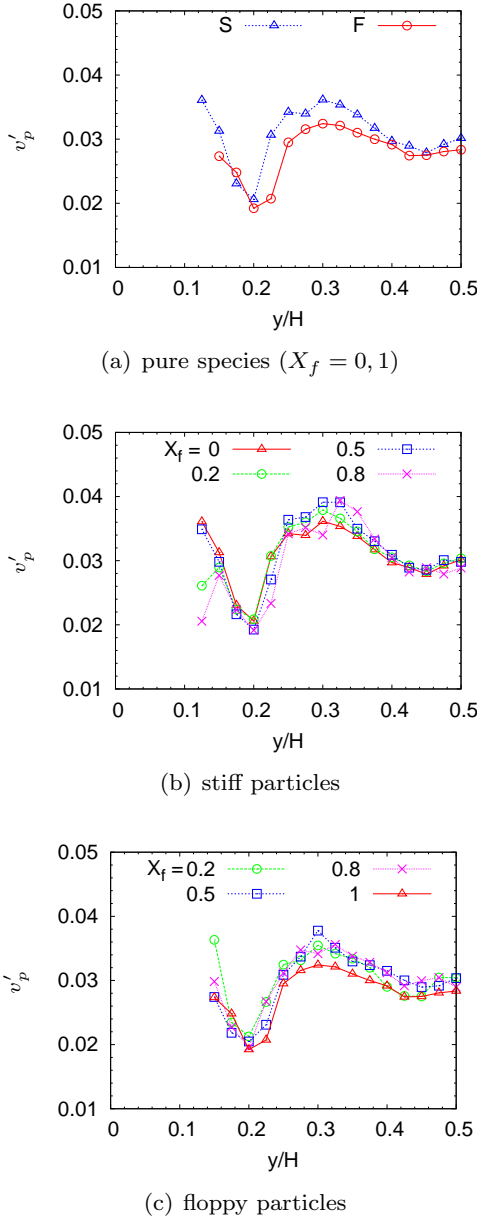 0.05
S F
0.04
v′p
0.03
0.02
0.01
0 0.1 0.2 0.3 0.4 0.5
y/H
(a) pure species (Xf = 0, 1)
0.05
Xf = 0 0.5
0.2 0.8
0.04
v′p
0.03
0.02
0.01
0 0.1 0.2 0.3 0.4 0.5
y/H
(b) stiff particles
0.05
Xf = 0.2 0.8
0.5 1
0.04
v′p
0.03
0.02
0.01
0 0.1 0.2 0.3 0.4 0.5
y/H
(c) floppy particles